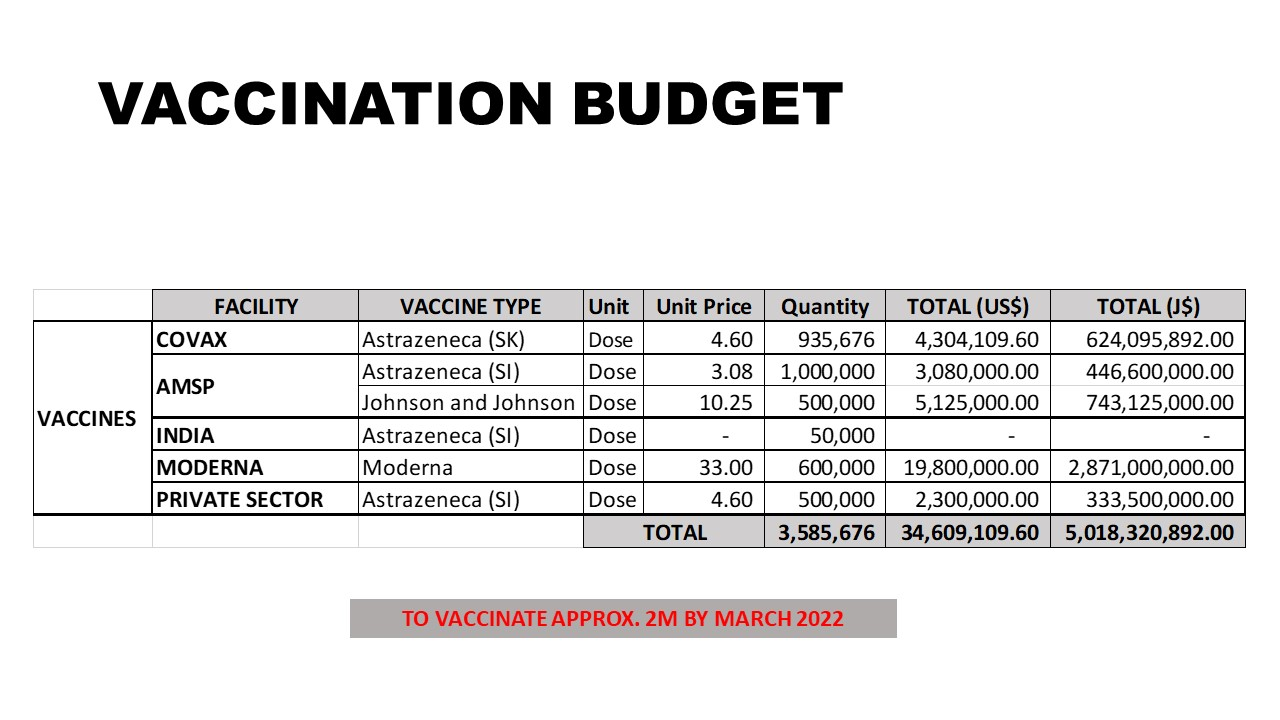 VACCINATION BUDGET
FACILITY VACCINE TYPE Unit Unit Price Quantity TOTAL (US$) TOTAL (J$)
VACCINES
COVAX Astrazeneca (SK) Dose 4.60 935,676 4,304,109.60 624,095,892.00
AMSP Astrazeneca (SI) Dose 3.08 1,000,000 3,080,000.00 446,600,000.00
Johnson and Johnson Dose 10.25 500,000 5,125,000.00 743,125,000.00
INDIA Astrazeneca (SI) Dose - 50,000 - -
MODERNA Moderna Dose 33.00 600,000 19,800,000.00 2,871,000,000.00
PRIVATE SECTOR Astrazeneca (SI) Dose 4.60 500,000 2,300,000.00 333,500,000.00
TOTAL 3,585,676 34,609,109.60 5,018,320,892.00
TO VACCINATE APPROX. 2M BY MARCH 2022